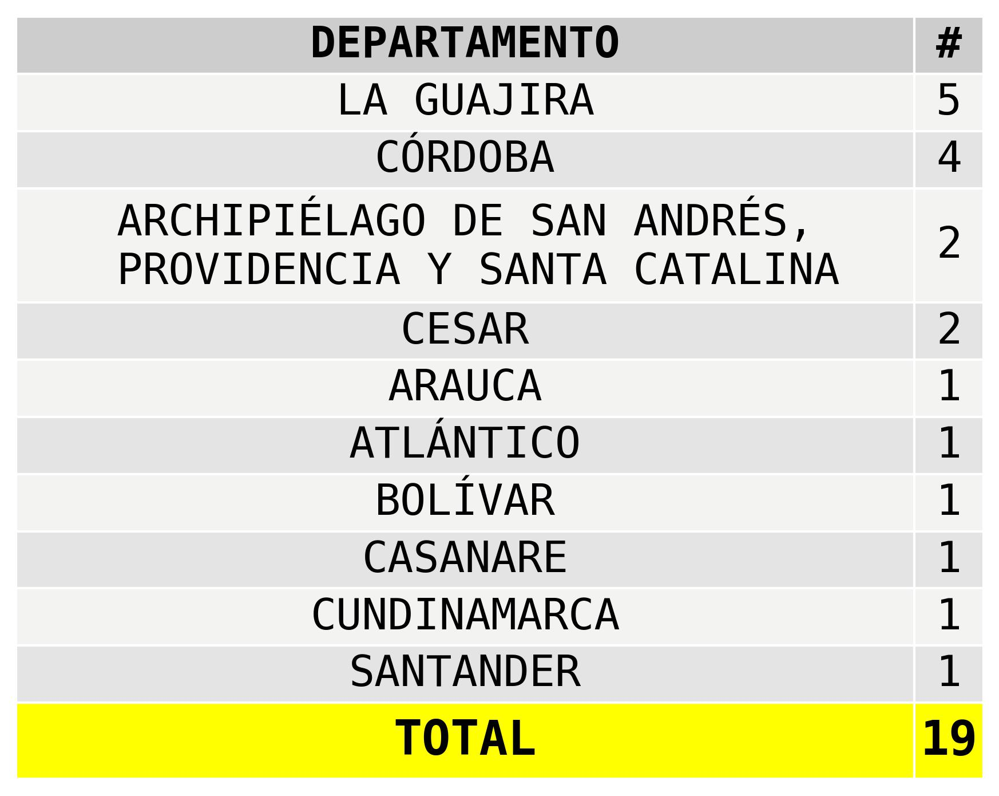 DEPARTAMENTO #
LA GUAJIRA 5
CÓRDOBA 4
ARCHIPIÉLAGO DE SAN ANDRÉS,
PROVIDENCIA Y SANTA CATALINA 2
CESAR 2
ARAUCA 1
ATLÁNTICO 1
BOLÍVAR 1
CASANARE 1
CUNDINAMARCA 1
SANTANDER 1
TOTAL 19